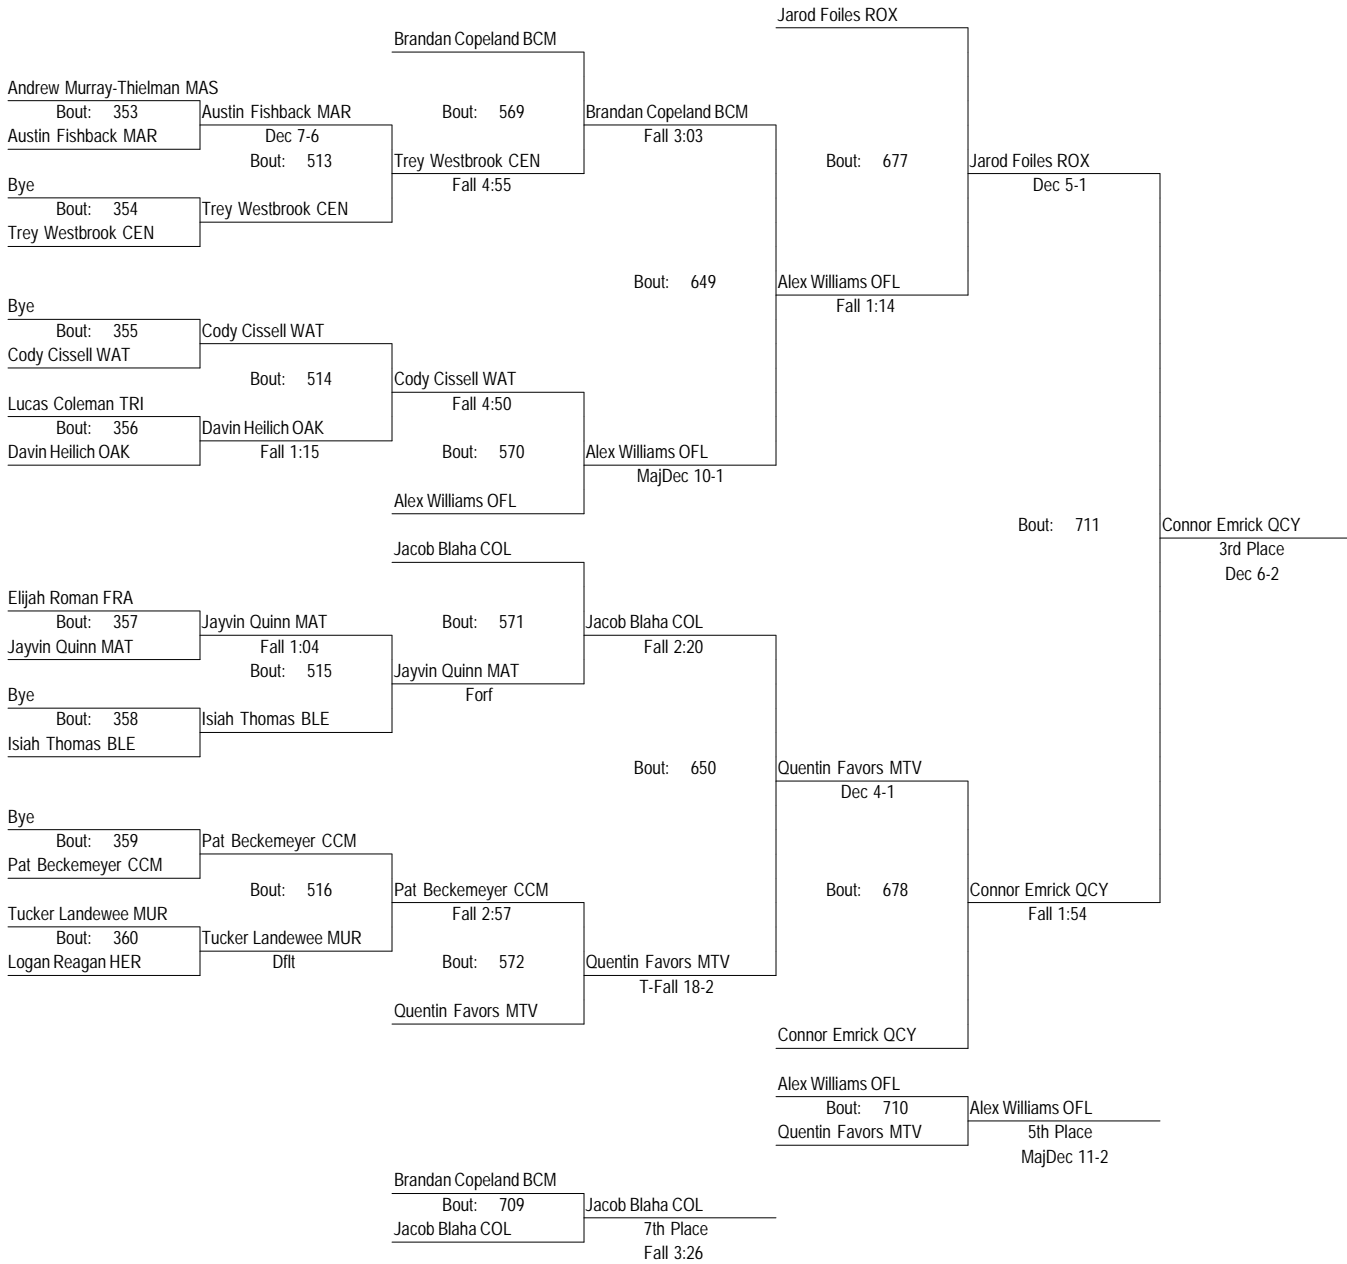 Jarod Foiles ROX
Brandan Copeland BCM
Andrew Murray-Thielman MAS
Bout: 353
Austin Fishback MAR
Bout: 569
Brandan Copeland BCM
Austin Fishback MAR
Dec 7-6
Fall 3:03
Bout: 513
Trey Westbrook CEN
Bout: 677
Jarod Foiles ROX
Bye
Fall 4:55
Dec 5-1
Bout: 354
Trey Westbrook CEN
Trey Westbrook CEN
Bout: 649
Alex Williams OFL
Bye
Fall 1:14
Bout: 355
Cody Cissell WAT
Cody Cissell WAT
Bout: 514
Cody Cissell WAT
Lucas Coleman TRI
Fall 4:50
Bout: 356
Davin Heilich OAK
Davin Heilich OAK
Fall 1:15
Bout: 570
Alex Williams OFL
MajDec 10-1
Alex Williams OFL
Bout: 711
Connor Emrick QCY
Jacob Blaha COL
3rd Place
Dec 6-2
Elijah Roman FRA
Bout: 357
Jayvin Quinn MAT
Bout: 571
Jacob Blaha COL
Jayvin Quinn MAT
Fall 1:04
Fall 2:20
Bout: 515
Jayvin Quinn MAT
Bye
Forf
Bout: 358
Isiah Thomas BLE
Isiah Thomas BLE
Bout: 650
Quentin Favors MTV
Dec 4-1
Bye
Bout: 359
Pat Beckemeyer CCM
Pat Beckemeyer CCM
Bout: 516
Pat Beckemeyer CCM
Bout: 678
Connor Emrick QCY
Tucker Landewee MUR
Fall 2:57
Fall 1:54
Bout: 360
Tucker Landewee MUR
Logan Reagan HER
Dflt
Bout: 572
Quentin Favors MTV
T-Fall 18-2
Quentin Favors MTV
Connor Emrick QCY
Alex Williams OFL
Bout: 710
Alex Williams OFL
Quentin Favors MTV
5th Place
MajDec 11-2
Brandan Copeland BCM
Bout: 709
Jacob Blaha COL
Jacob Blaha COL
7th Place
Fall 3:26